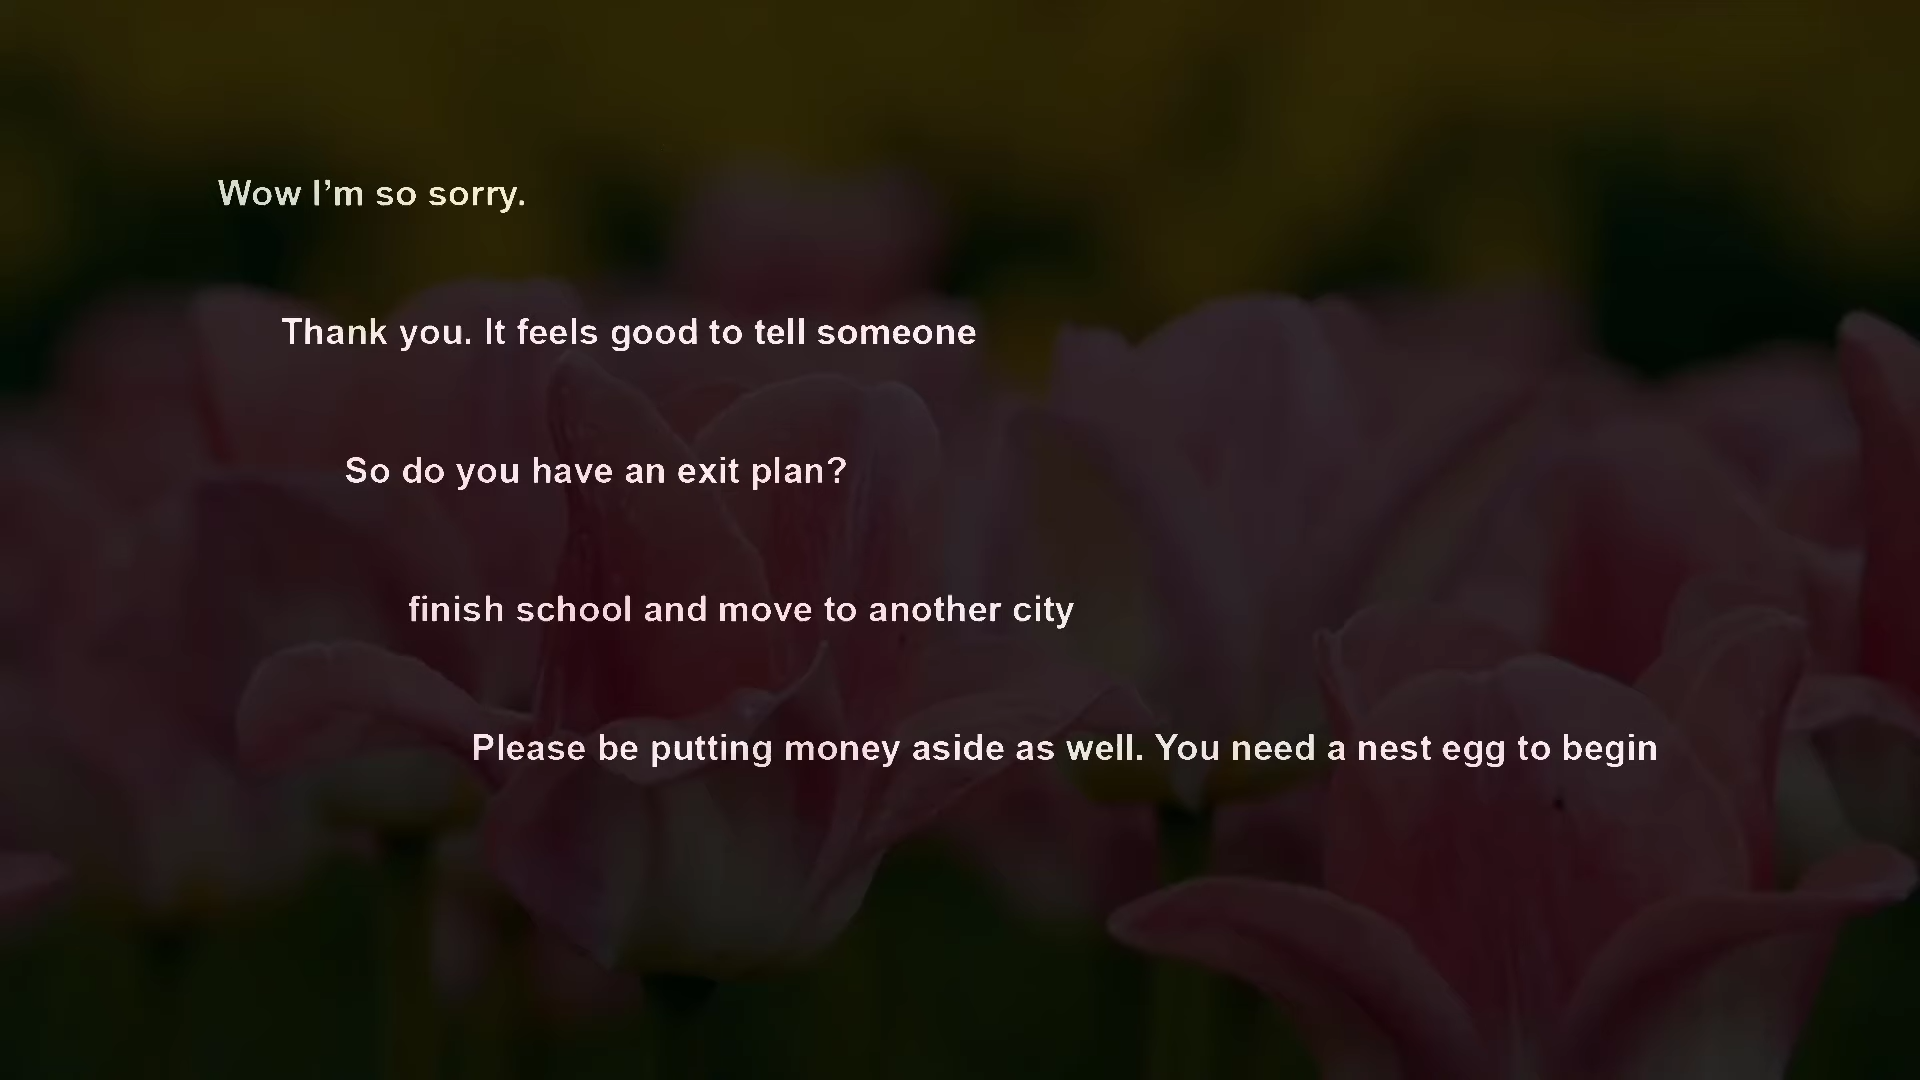 Wow I’m so sorry.
Thank you. It feels good to tell someone
So do you have an exit plan?
finish school and move to another city
Please be putting money aside as well. You need a nest egg to begin